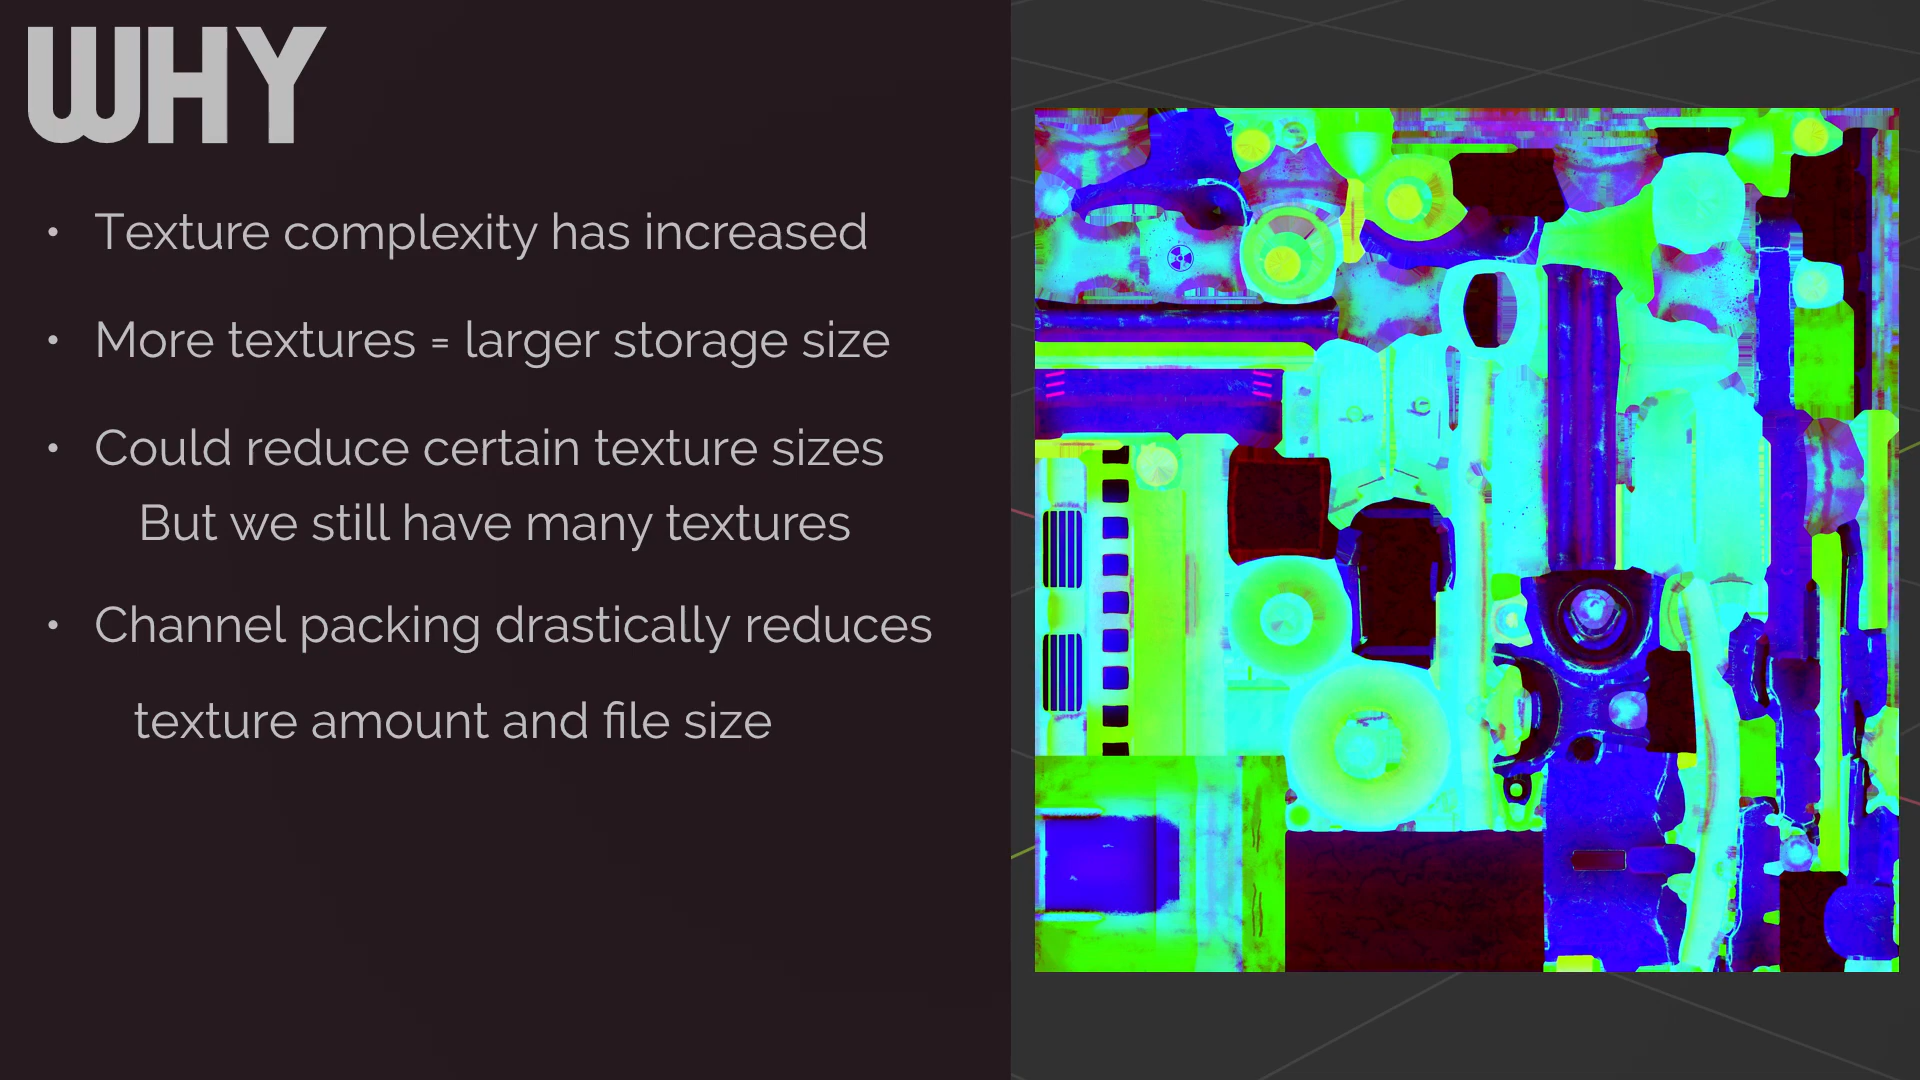 WHY
• Texture complexity has increased
• More textures = larger storage size
• Could reduce certain texture sizes
But we still have many textures
• Channel packing drastically reduces
texture amount and file size